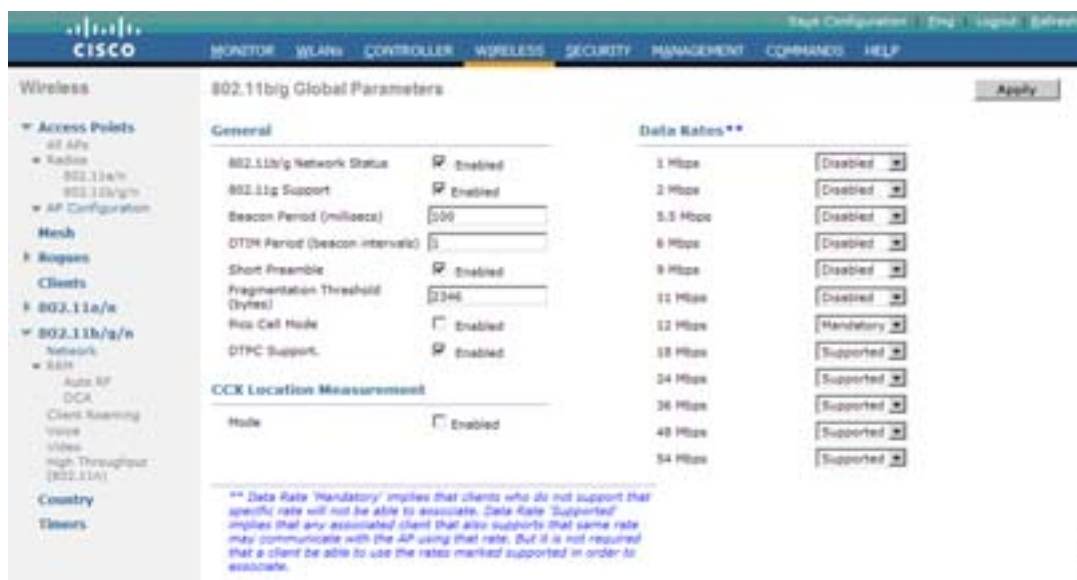 Save Configuration | Ping | Logout | Refresh
CISCO
MONITOR WLANs CONTROLLER WIRELESS SECURITY MANAGEMENT COMMANDS HELP
Wireless
Access Points
All APs
Radios
802.11a/n
802.11b/g/n
AP Configuration
Mesh
Rogues
Clients
802.11a/n
802.11b/g/n
Network
RRM
Auto RF
DCA
Client Roaming
Voice
Video
High Throughput
(802.11n)
Country
Timers
802.11b/g Global Parameters
Apply
General
802.11b/g Network Status Enabled
802.11g Support Enabled
Beacon Period (millisecs) 100
DTIM Period (beacon intervals) 1
Short Preamble Enabled
Fragmentation Threshold
(bytes) 2346
Pico Cell Mode Enabled
DTPC Support. Enabled
CCX Location Measurement
Mode Enabled
Data Rates**
1 Mbps Disabled
2 Mbps Disabled
5.5 Mbps Disabled
6 Mbps Disabled
9 Mbps Disabled
11 Mbps Disabled
12 Mbps Mandatory
18 Mbps Supported
24 Mbps Supported
36 Mbps Supported
48 Mbps Supported
54 Mbps Supported
** Data Rate 'Mandatory' implies that clients who do not support that
specific rate will not be able to associate. Data Rate 'Supported'
implies that any associated client that also supports that same rate
may communicate with the AP using that rate. But it is not required
that a client be able to use the rates marked supported in order to
associate.